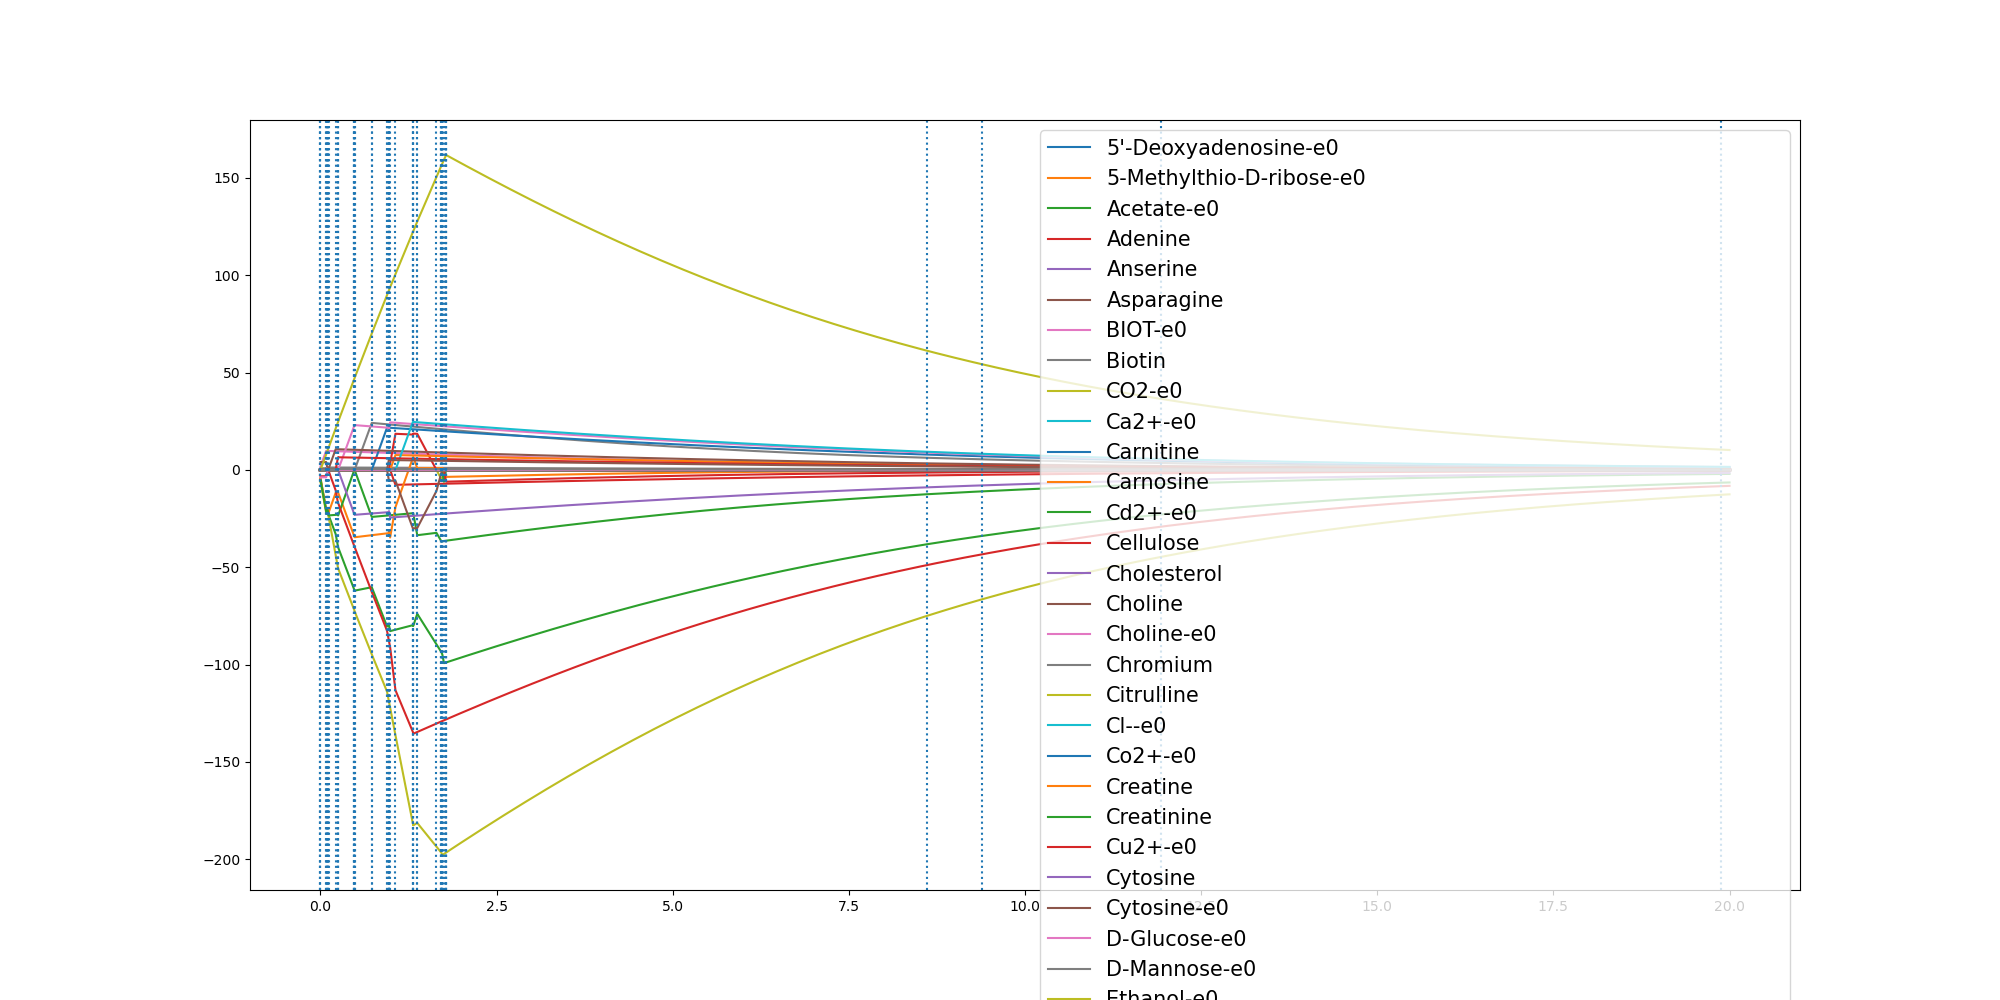 150
100
50
0
−50
−100
−150
−200
0.0
2.5
5.0
7.5
10.0
15.0
17.5
20.0
5'-Deoxyadenosine-e0
5-Methylthio-D-ribose-e0
Acetate-e0
Adenine
Anserine
Asparagine
BIOT-e0
Biotin
CO2-e0
Ca2+-e0
Carnitine
Carnosine
Cd2+-e0
Cellulose
Cholesterol
Choline
Choline-e0
Chromium
Citrulline
Cl--e0
Co2+-e0
Creatine
Creatinine
Cu2+-e0
Cytosine
Cytosine-e0
D-Glucose-e0
D-Mannose-e0
Ethanol-e0